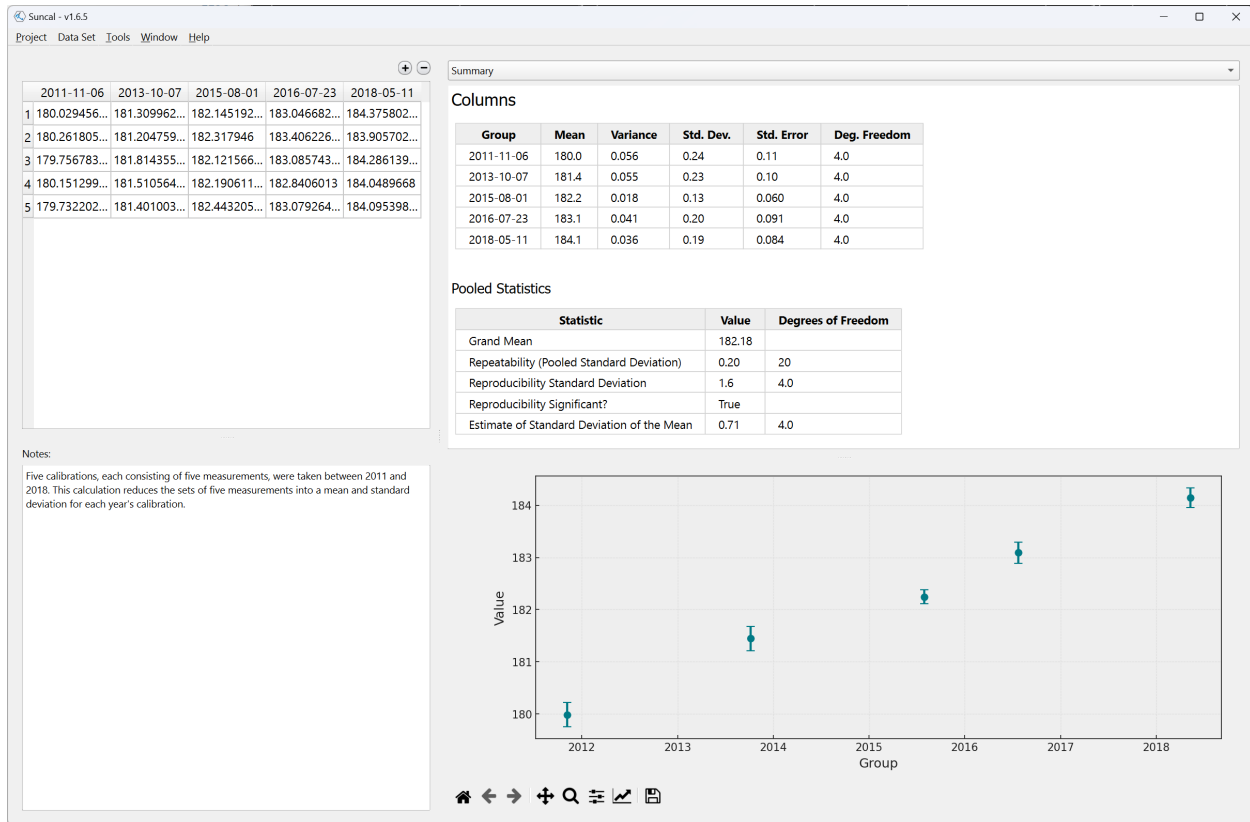 Suncal - v1.6.5
Project Data Set Tools Window Help
2011-11-06 2013-10-07 2015-08-01 2016-07-23 2018-05-11
1 180.029456... 181.309962... 182.145192... 183.046682... 184.375802...
2 180.261805... 181.204759... 182.317946 183.406226... 183.905702...
3 179.756783... 181.814355... 182.121566... 183.085743... 184.286139...
4 180.151299... 181.510564... 182.190611... 182.8406013 184.0489668
5 179.732202... 181.401003... 182.443205... 183.079264... 184.095398...
Notes:
Five calibrations, each consisting of five measurements, were taken between 2011 and
2018. This calculation reduces the sets of five measurements into a mean and standard
deviation for each year's calibration.
Summary
Columns
Group Mean Variance Std. Dev. Std. Error Deg. Freedom
2011-11-06 180.0 0.056 0.24 0.11 4.0
2013-10-07 181.4 0.055 0.23 0.10 4.0
2015-08-01 182.2 0.018 0.13 0.060 4.0
2016-07-23 183.1 0.041 0.20 0.091 4.0
2018-05-11 184.1 0.036 0.19 0.084 4.0
Pooled Statistics
Statistic Value Degrees of Freedom
Grand Mean 182.18
Repeatability (Pooled Standard Deviation) 0.20 20
Reproducibility Standard Deviation 1.6 4.0
Reproducibility Significant? True
Estimate of Standard Deviation of the Mean 0.71 4.0
Value
184
183
182
181
180
2012 2013 2014 2015 2016 2017 2018
Group